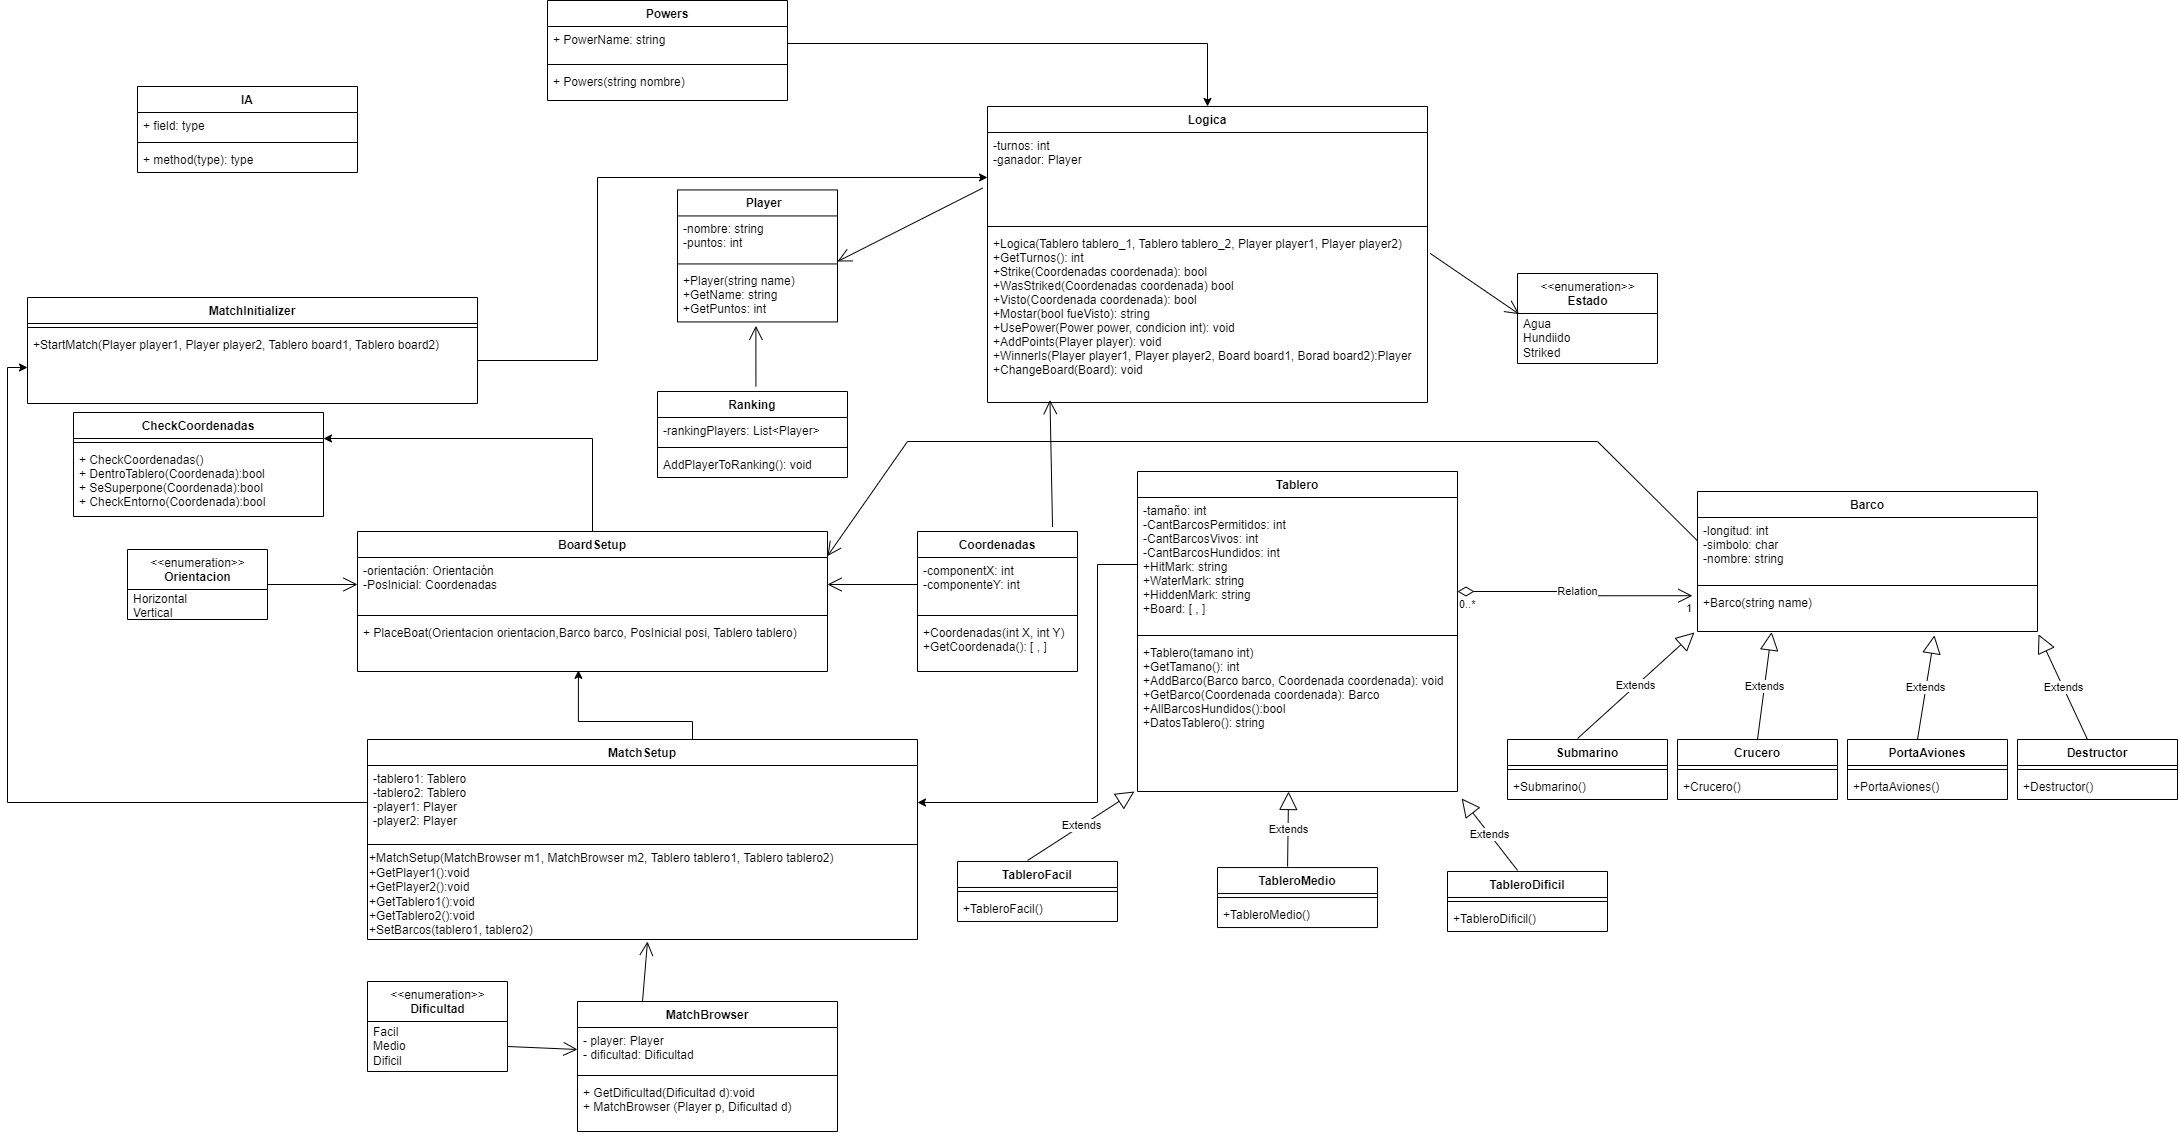 Powers
+ PowerName: string
+ Powers(string nombre)
IA
+ field: type
+ method(type): type
Logica
-turnos: int
-ganador: Player
+Logica(Tablero tablero_1, Tablero tablero_2, Player player1, Player player2)
+GetTurnos(): int
+Strike(Coordenadas coordenada): bool
+WasStriked(Coordenadas coordenada) bool
+Visto(Coordenada coordenada): bool
+Mostar(bool fueVisto): string
+UsePower(Power power, condicion int): void
+AddPoints(Player player): void
+WinnerIs(Player player1, Player player2, Board board1, Borad board2):Player
+ChangeBoard(Board): void
Player
-nombre: string
-puntos: int
+Player(string name)
+GetName: string
+GetPuntos: int
<<enumeration>>
Estado
Agua
Hundiido
Striked
MatchInitializer
+StartMatch(Player player1, Player player2, Tablero board1, Tablero board2)
Ranking
-rankingPlayers: List<Player>
AddPlayerToRanking(): void
CheckCoordenadas
+ CheckCoordenadas()
+ DentroTablero(Coordenada):bool
+ SeSuperpone(Coordenada):bool
+ CheckEntorno(Coordenada):bool
<<enumeration>>
Orientacion
Horizontal
Vertical
BoardSetup
-orientación: Orientación
-PosInicial: Coordenadas
+ PlaceBoat(Orientacion orientacion,Barco barco, PosInicial posi, Tablero tablero)
Coordenadas
-componentX: int
-componenteY: int
+Coordenadas(int X, int Y)
+GetCoordenada(): [ , ]
Tablero
-tamaño: int
-CantBarcosPermitidos: int
-CantBarcosVivos: int
-CantBarcosHundidos: int
+HitMark: string
+WaterMark: string
+HiddenMark: string
+Board: [ , ]
+Tablero(tamano int)
+GetTamano(): int
+AddBarco(Barco barco, Coordenada coordenada): void
+GetBarco(Coordenada coordenada): Barco
+AllBarcosHundidos():bool
+DatosTablero(): string
Relation
0..*
1
Barco
-longitud: int
-simbolo: char
-nombre: string
+Barco(string name)
Extends
Extends
Extends
Extends
Submarino
+Submarino()
Crucero
+Crucero()
PortaAviones
+PortaAviones()
Destructor
+Destructor()
MatchSetup
-tablero1: Tablero
-tablero2: Tablero
-player1: Player
-player2: Player
+MatchSetup(MatchBrowser m1, MatchBrowser m2, Tablero tablero1, Tablero tablero2)
+GetPlayer1():void
+GetPlayer2():void
+GetTablero1():void
+GetTablero2():void
+SetBarcos(tablero1, tablero2)
Extends
Extends
Extends
TableroFacil
+TableroFacil()
TableroMedio
+TableroMedio()
TableroDificil
+TableroDificil()
<<enumeration>>
Dificultad
Facil
Medio
Dificil
MatchBrowser
- player: Player
- dificultad: Dificultad
+ GetDificultad(Dificultad d):void
+ MatchBrowser (Player p, Dificultad d)